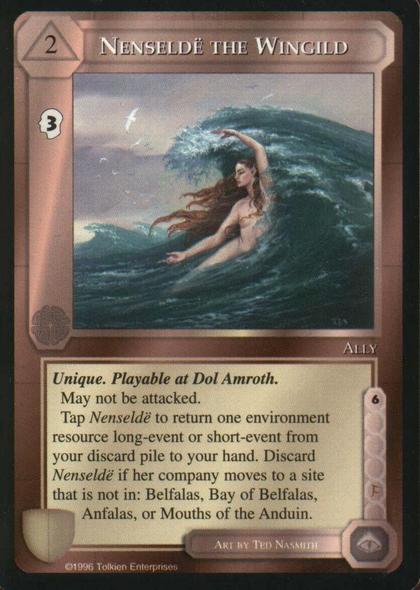 2
NENSELDË THE WINGILD
3
TN
ALLY
Unique. Playable at Dol Amroth.
May not be attacked.
Tap Nenseldë to return one environment
resource long-event or short-event from
your discard pile to your hand. Discard
Nenseldë if her company moves to a site
that is not in: Belfalas, Bay of Belfalas,
Anfalas, or Mouths of the Anduin.
6
F
ART BY TED NASMITH
©1996 Tolkien Enterprises